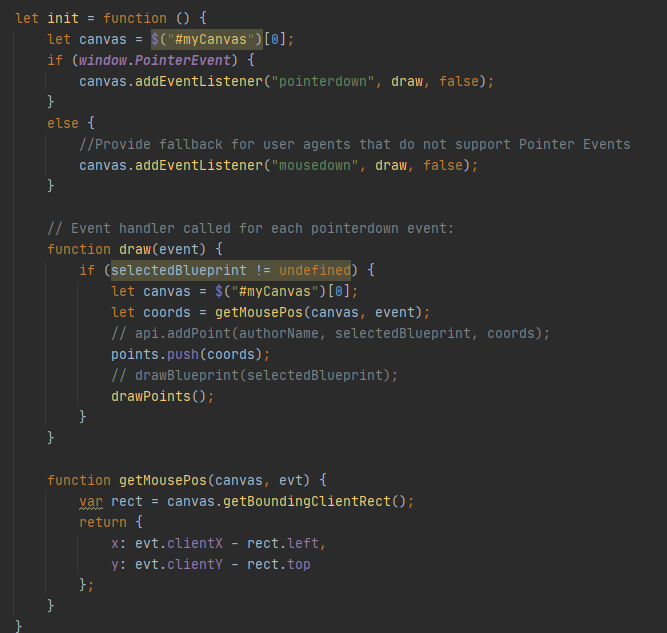 let init = function () {
    let canvas = $("#myCanvas")[0];
    if (window.PointerEvent) {
        canvas.addEventListener("pointerdown", draw, false);
    }
    else {
        //Provide fallback for user agents that do not support Pointer Events
        canvas.addEventListener("mousedown", draw, false);
    }

    // Event handler called for each pointerdown event:
    function draw(event) {
        if (selectedBlueprint != undefined) {
            let canvas = $("#myCanvas")[0];
            let coords = getMousePos(canvas, event);
            // api.addPoint(authorName, selectedBlueprint, coords);
            points.push(coords);
            // drawBlueprint(selectedBlueprint);
            drawPoints();
        }
    }

    function getMousePos(canvas, evt) {
        var rect = canvas.getBoundingClientRect();
        return {
            x: evt.clientX - rect.left,
            y: evt.clientY - rect.top
        };
    }
}